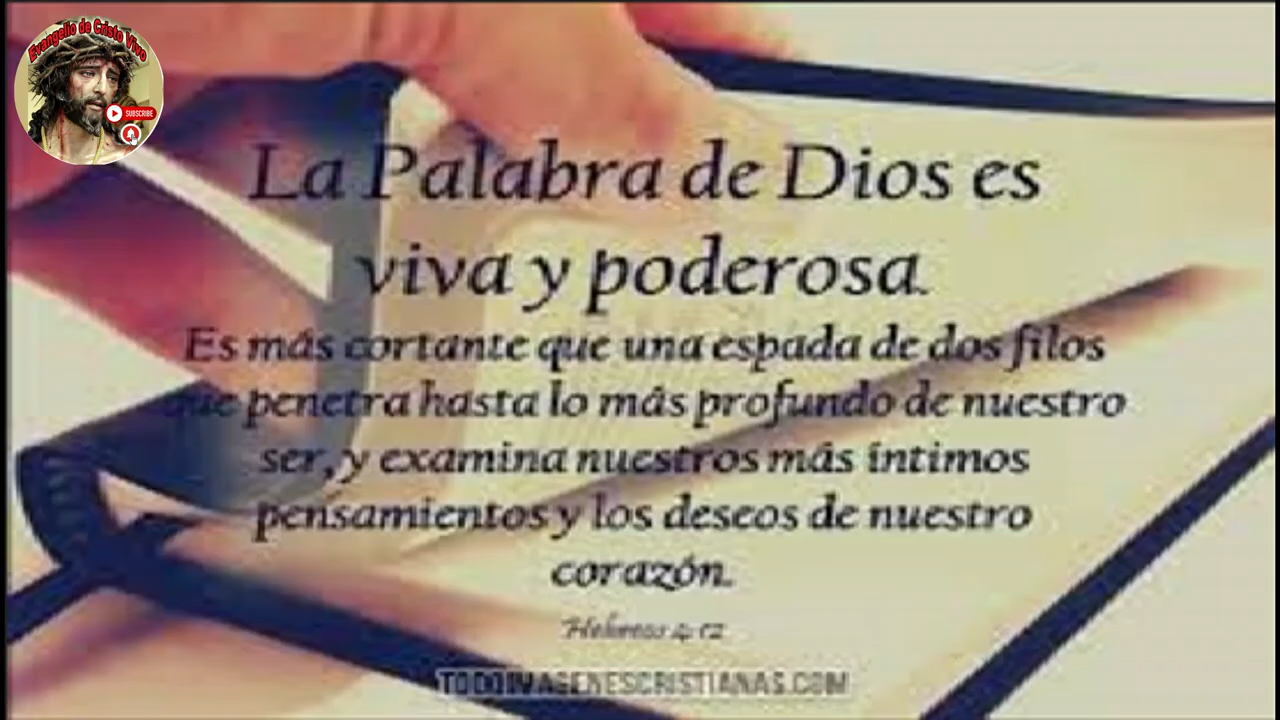 Evangelio de Cristo Vivo
SUBSCRIBE
La Palabra de Dios es
viva y poderosa.
Es más cortante que una espada de dos filos
que penetra hasta lo más profundo de nuestro
ser, y examina nuestros más íntimos
pensamientos y los deseos de nuestro
corazón.
Hebreos 4:12
TODOIMAGENESCRISTIANAS.COM